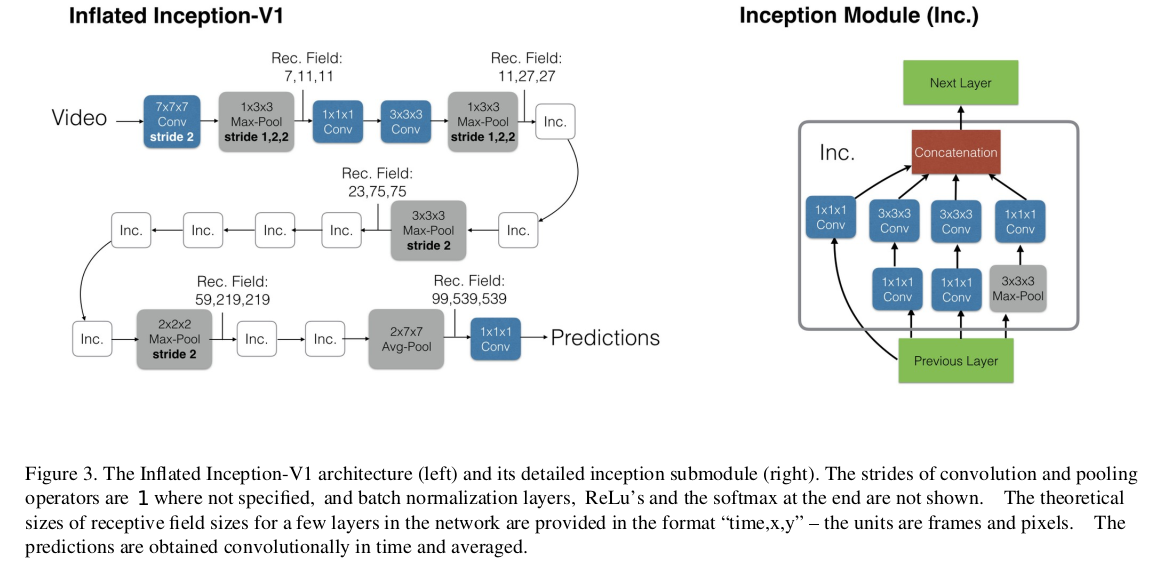 Inflated Inception-V1
Rec. Field:
7,11,11
Rec. Field:
11,27,27
Video
7x7x7
Conv
stride 2
1x3x3
Max-Pool
stride 1,2,2
1x1x1
Conv
3x3x3
Conv
1x3x3
Max-Pool
stride 1,2,2
Inc.
Rec. Field:
23,75,75
Inc.
Inc.
Inc.
Inc.
3x3x3
Max-Pool
stride 2
Inc.
Rec. Field:
59,219,219
Rec. Field:
99,539,539
Inc.
2x2x2
Max-Pool
stride 2
Inc.
Inc.
2x7x7
Avg-Pool
1x1x1
Conv
Predictions
Inception Module (Inc.)
Next Layer
Inc.
Concatenation
1x1x1
Conv
3x3x3
Conv
3x3x3
Conv
1x1x1
Conv
1x1x1
Conv
1x1x1
Conv
3x3x3
Max-Pool
Previous Layer
Figure 3. The Inflated Inception-V1 architecture (left) and its detailed inception submodule (right). The strides of convolution and pooling
operators are 1 where not specified, and batch normalization layers, ReLu's and the softmax at the end are not shown. The theoretical
sizes of receptive field sizes for a few layers in the network are provided in the format “time,x,y” – the units are frames and pixels. The
predictions are obtained convolutionally in time and averaged.